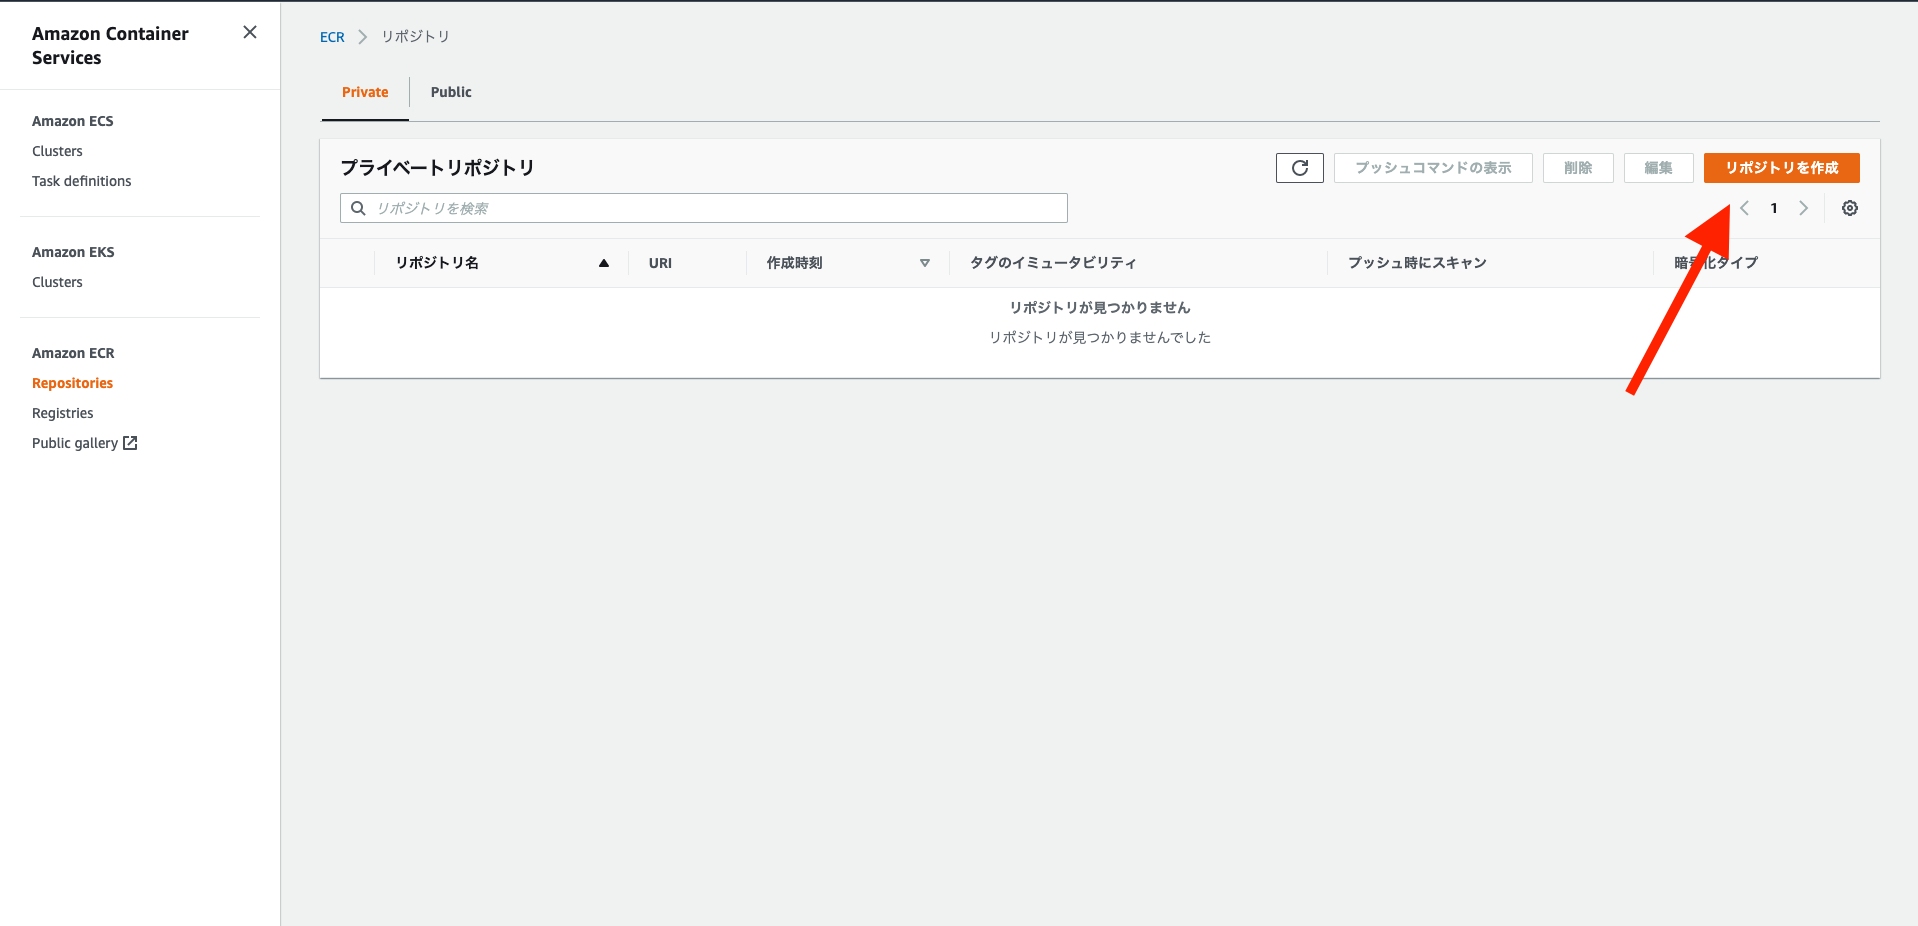 Amazon Container
Services
Amazon ECS
Clusters
Task definitions
Amazon EKS
Clusters
Amazon ECR
Repositories
Registries
Public gallery
ECR リポジトリ
Private Public
プライベートリポジトリ
プッシュコマンドの表示 削除 編集 リポジトリを作成
リポジトリを検索
1
リポジトリ名 URI 作成時刻 タグのイミュータビリティ プッシュ時にスキャン 暗号化タイプ
リポジトリが見つかりません
リポジトリが見つかりませんでした